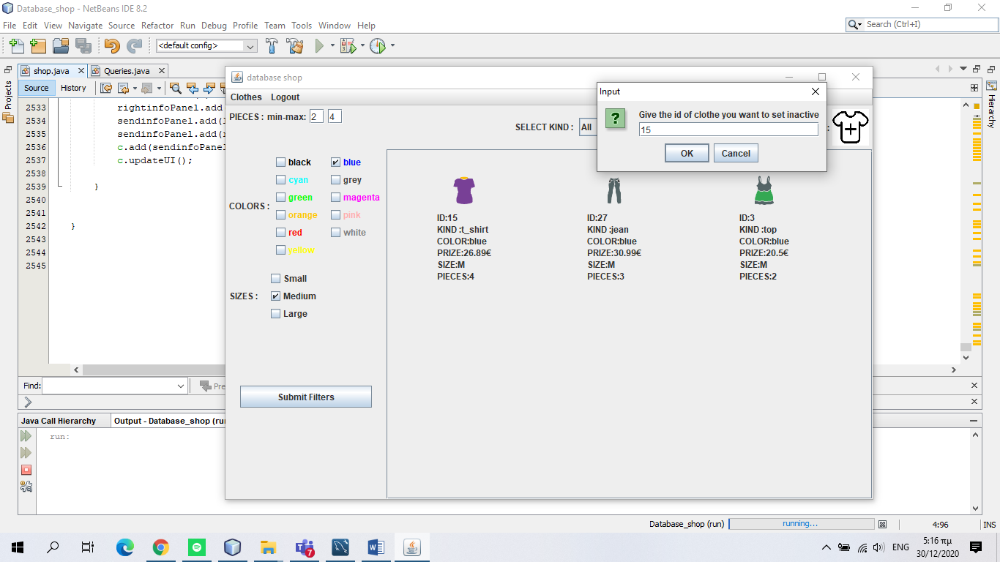 Database_shop - NetBeans IDE 8.2
File Edit View Navigate Source Refactor Run Debug Profile Team Tools Window Help
Search (Ctrl+I)
<default config>
shop.java
Queries.java
Projects
Source History
2533 rightinfoPanel.add
2534 sendinfoPanel.add(
2535 sendinfoPanel.add(
2536 c.add(sendinfoPanel
2537 c.updateUI();
2538
2539 }
2540
2541
2542 }
2543
2544
2545
Find:
Pre
Hierarchy
database shop
Clothes Logout
PIECES : min-max: 2 4
SELECT KIND : All
:
COLORS :
black blue
cyan grey
green magenta
orange pink
red white
yellow
SIZES :
Small
Medium
Large
Submit Filters
Input
?
Give the id of clothe you want to set inactive
15
OK Cancel
ID:15
KIND :t_shirt
COLOR:blue
PRIZE:26.89€
SIZE:M
PIECES:4
ID:27
KIND :jean
COLOR:blue
PRIZE:30.99€
SIZE:M
PIECES:3
ID:3
KIND :top
COLOR:blue
PRIZE:20.5€
SIZE:M
PIECES:2
Java Call Hierarchy
Output - Database_shop (ru
run:
Database_shop (run) running...
4:96 INS
7
ENG
5:16 πμ
30/12/2020